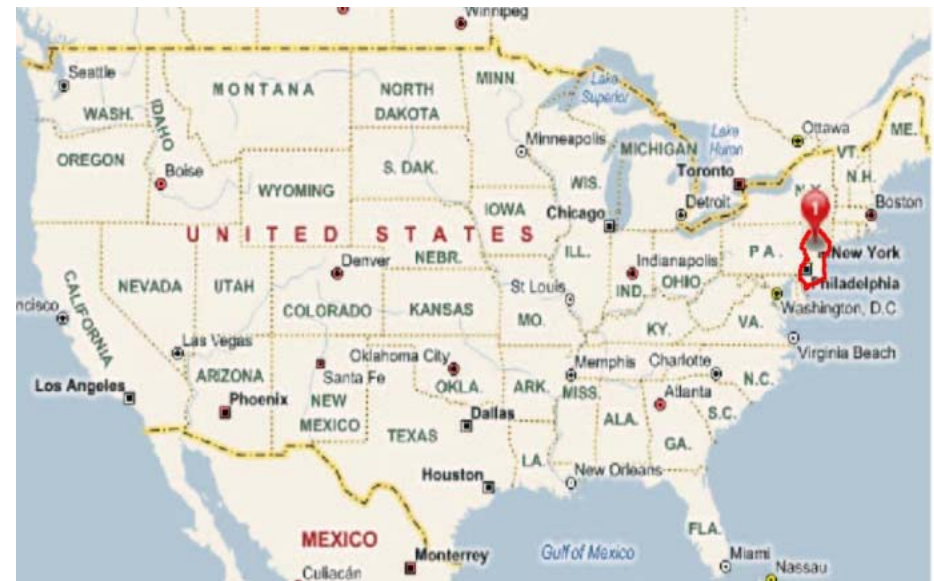 Winnipeg
Seattle
WASH.
MONTANA
NORTH
DAKOTA
MINN.
Lake
Superior
Ottawa
ME.
IDAHO
OREGON
Boise
WYOMING
S. DAK.
Minneapolis
WIS.
MICHIGAN
Lake
Huron
Toronto
VT.
N.H.
N.Y.
1
Boston
IOWA
Chicago
Detroit
UNITED STATES
NEVADA
UTAH
Denver
NEBR.
ILL.
Indianapolis
IND.
OHIO
PA.
New York
Philadelphia
Washington, D.C.
CALIFORNIA
ncisco
COLORADO
KANSAS
St Louis
MO.
KY.
VA.
Virginia Beach
Las Vegas
Los Angeles
ARIZONA
Phoenix
Santa Fe
NEW
MEXICO
Oklahoma City
OKLA.
ARK.
Memphis
Charlotte
N.C.
S.C.
Atlanta
MISS.
ALA.
GA.
Dallas
TEXAS
Houston
LA.
New Orleans
FLA.
MEXICO
Monterrey
Gulf of Mexico
Miami
Nassau
Culiacán